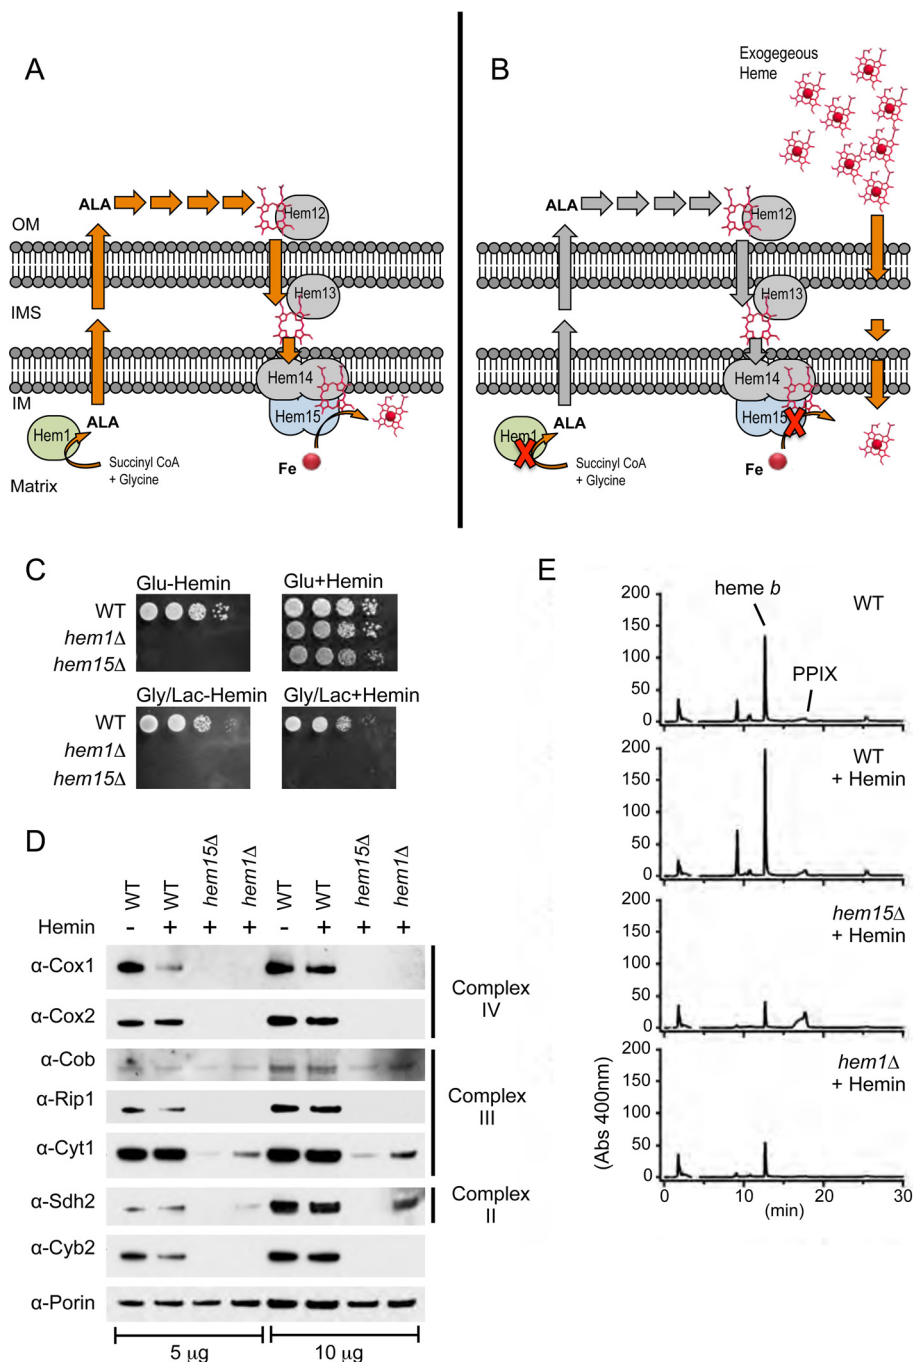 A
OM
ALA
Hem12
IMS
Hem13
IM
Hem14
Hem1
ALA
Hem15
Succinyl CoA
+ Glycine
Fe
Matrix
B
Exogegeous
Heme
ALA
Hem12
Hem13
Hem14
Hem1
ALA
Hem15
Succinyl CoA
+ Glycine
Fe
C
Glu-Hemin
Glu+Hemin
WT
hem1Δ
hem15Δ
Gly/Lac-Hemin
Gly/Lac+Hemin
WT
hem1Δ
hem15Δ
D
WT WT hem15Δ hem1Δ WT WT hem15Δ hem1Δ
Hemin - + + + - + + +
α-Cox1
α-Cox2
Complex
IV
α-Cob
α-Rip1
α-Cyt1
Complex
III
α-Sdh2
Complex
II
α-Cyb2
α-Porin
5 µg 10 µg
E
heme b
WT
PPIX
200
150
100
50
0
WT
+ Hemin
200
150
100
50
0
hem15Δ
+ Hemin
200
150
100
50
0
hem1Δ
+ Hemin
200
150
100
50
0
(Abs 400nm)
0 10 20 30
(min)